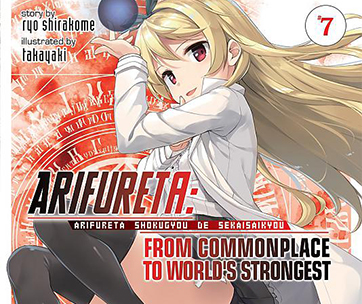 story by
ryo shirakome
illustrated by
takayaki
#7
ARIFURETA:
ARIFURETA SHOKUGYOU DE SEKAISAIKYOU
FROM COMMONPLACE
TO WORLD'S STRONGEST